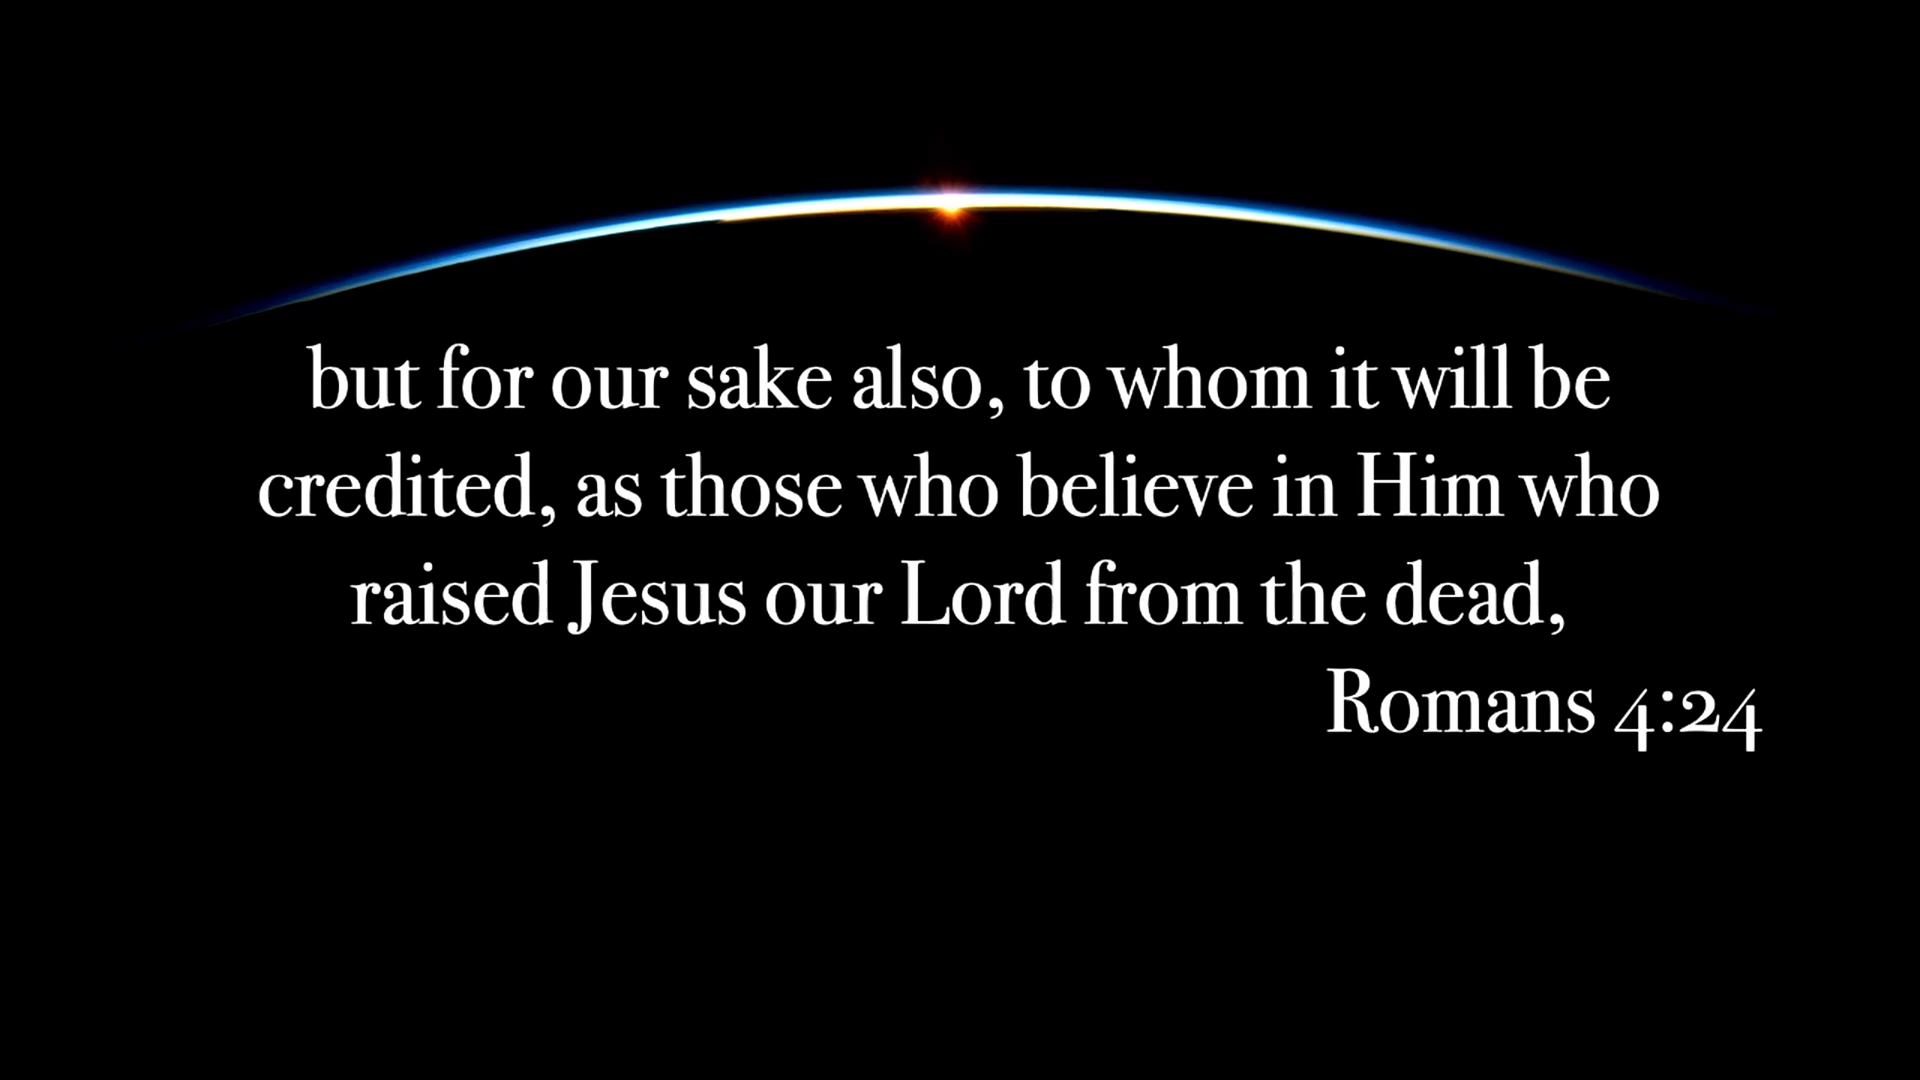 but for our sake also, to whom it will be
credited, as those who believe in Him who
raised Jesus our Lord from the dead,
Romans 4:24